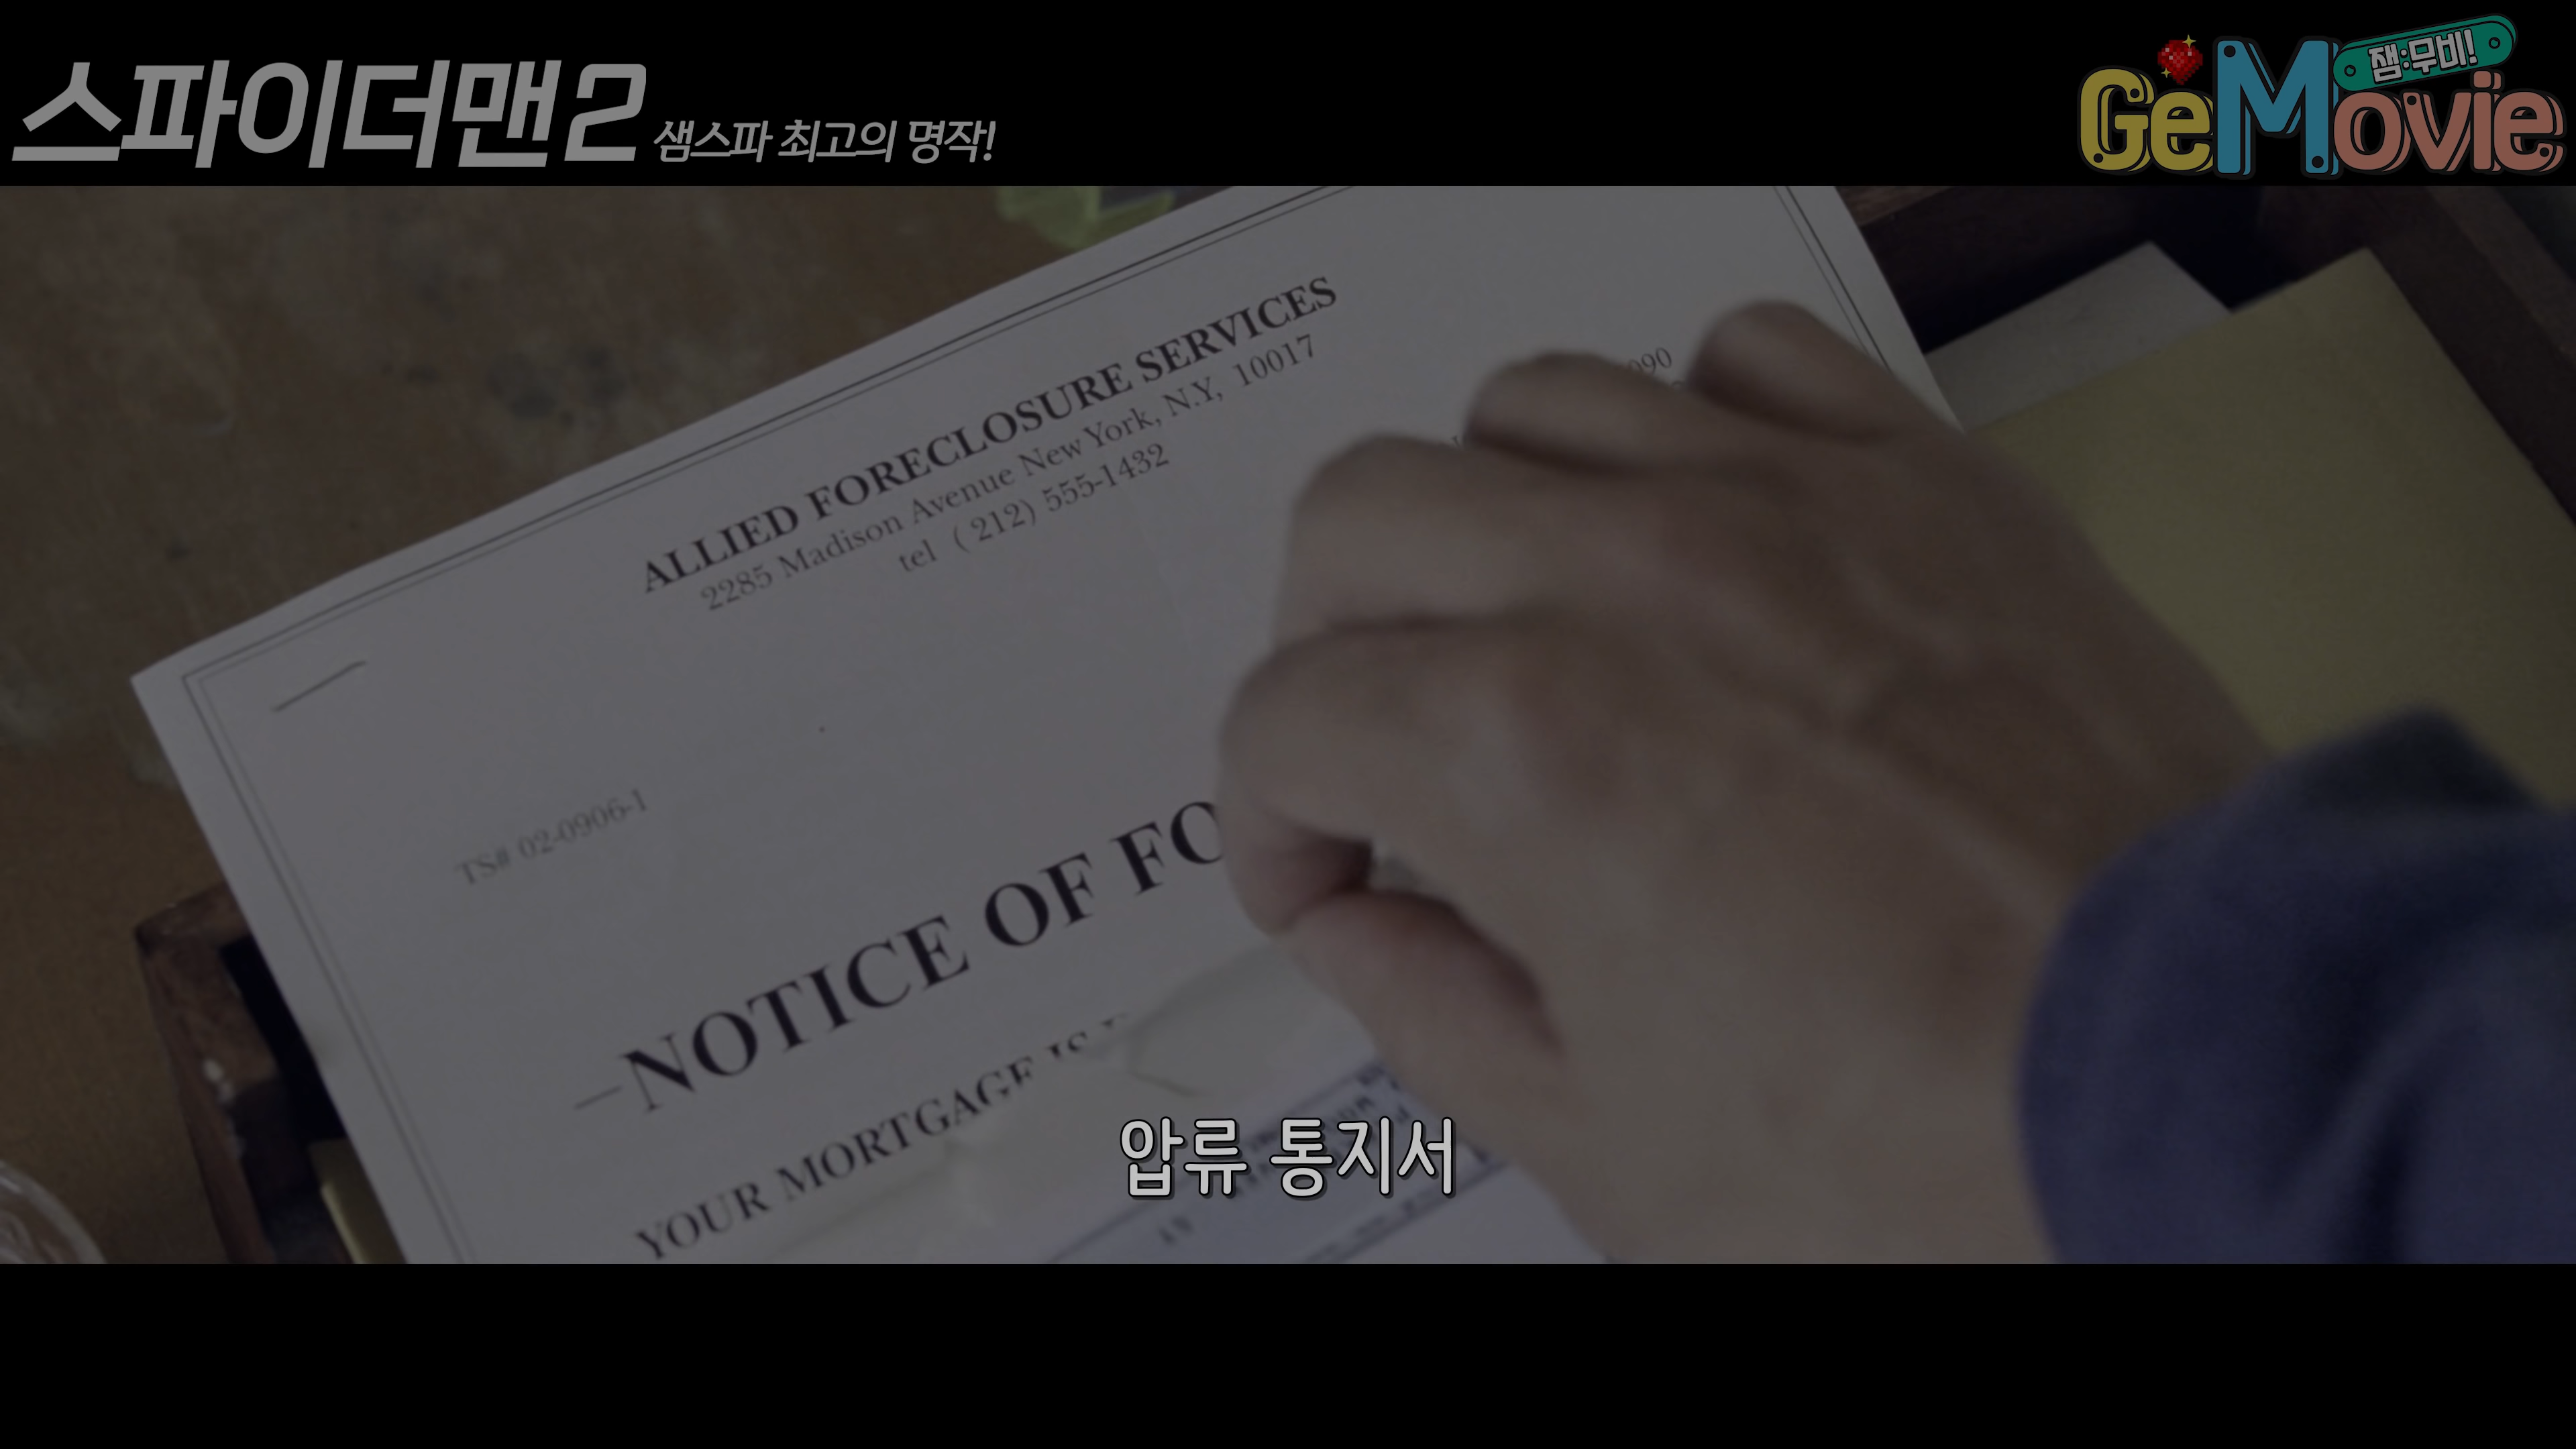 스파이더맨2 샘스파 최고의 명작!
잼:무비!
GeMovie
ALLIED FORECLOSURE SERVICES
2285 Madison Avenue New York, N.Y, 10017
tel ( 212) 555-1432
TS# 02-0906-1
NOTICE OF
YOUR MORTGAGE IS
압류 통지서